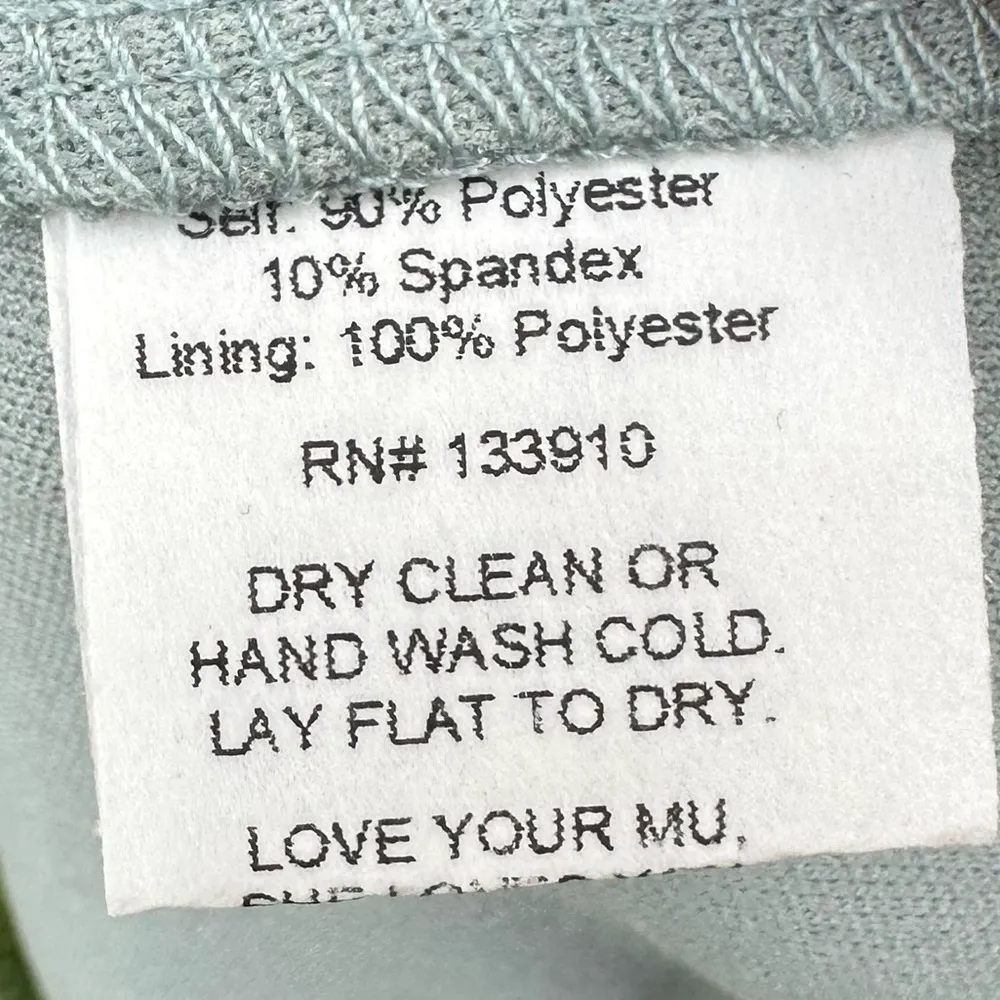 Self: 90% Polyester
10% Spandex
Lining: 100% Polyester
RN# 133910
DRY CLEAN OR
HAND WASH COLD.
LAY FLAT TO DRY.
LOVE YOUR MU,